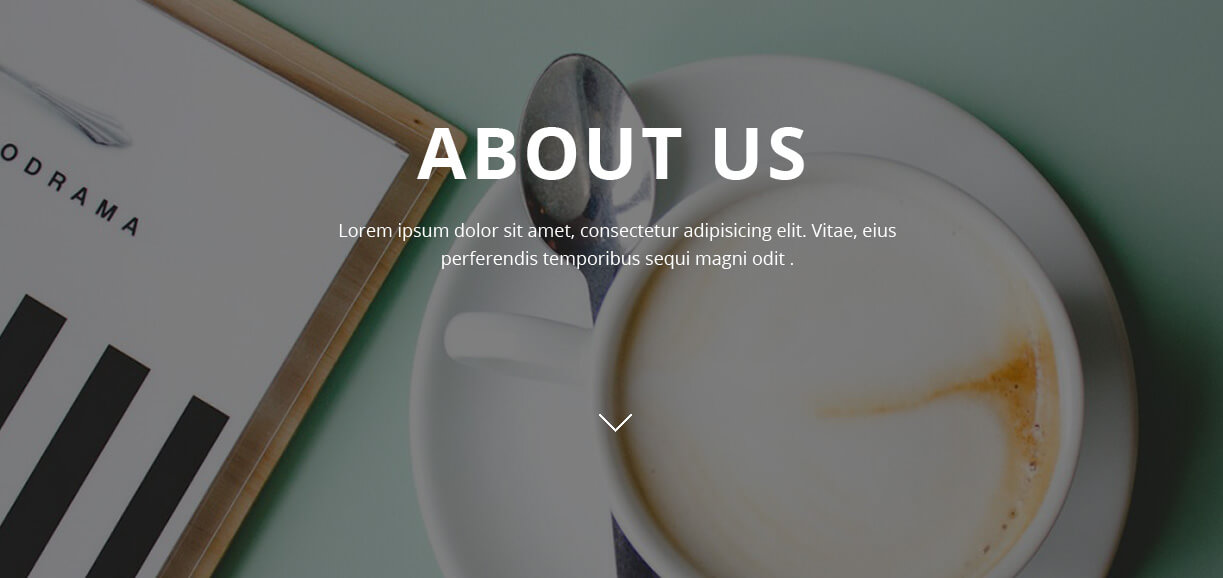 ODRAMA
ABOUT US
Lorem ipsum dolor sit amet, consectetur adipisicing elit. Vitae, eius
perferendis temporibus sequi magni odit .